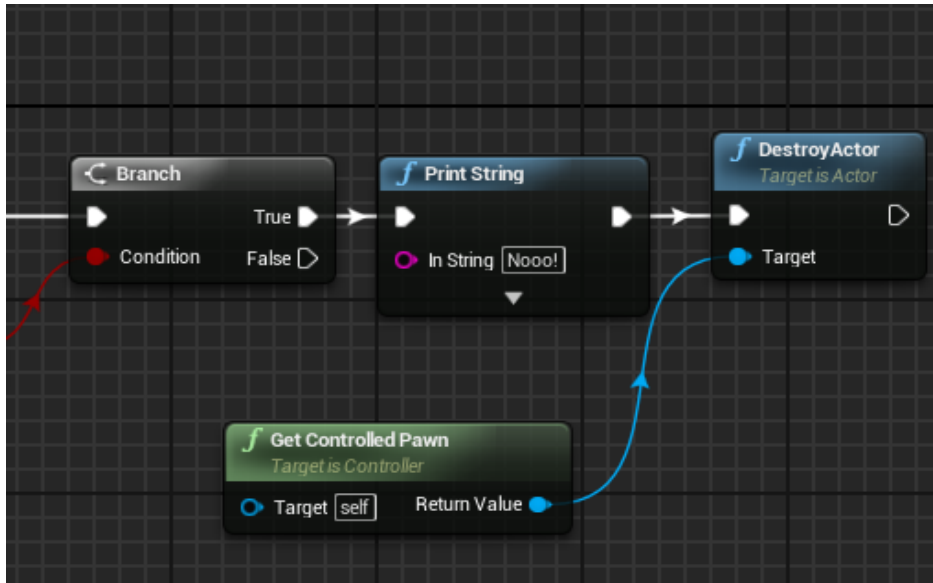 Branch
True
Condition
False
f Print String
In String Nooo!
f DestroyActor
Target is Actor
Target
f Get Controlled Pawn
Target is Controller
Target self
Return Value